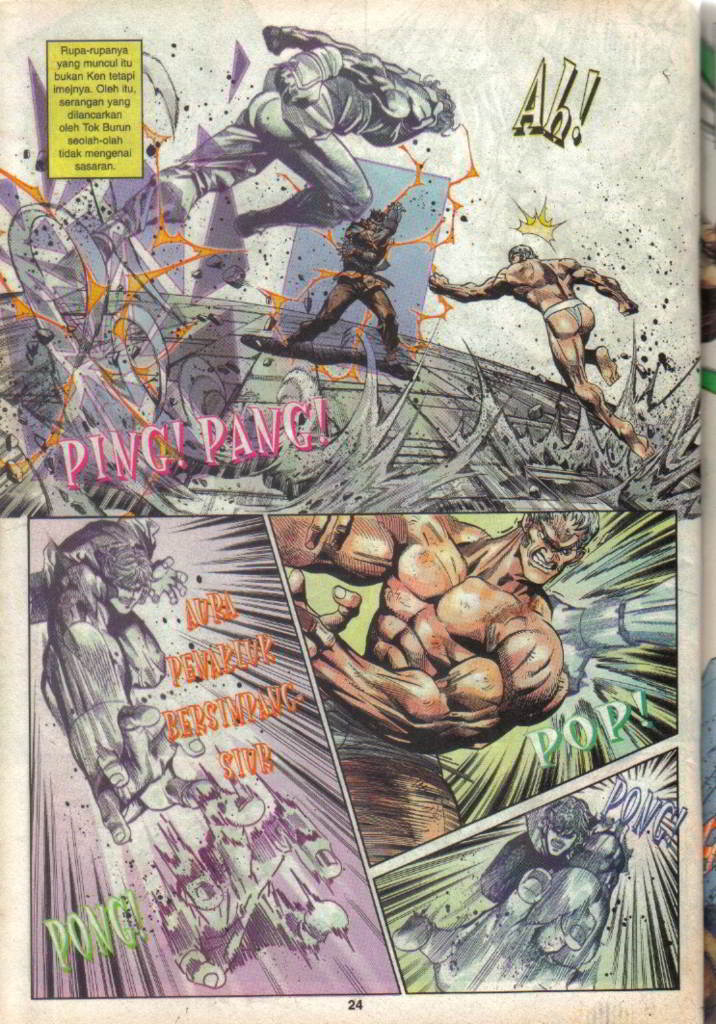 Rupa-rupanya
yang muncul itu
bukan Ken tetapi
imejnya. Oleh itu,
serangan yang
dilancarkan
oleh Tok Burun
seolah-olah
tidak mengenai
sasaran.
Ah!
PING! PANG!
AURA
BERSIMPANG-
SIUR
POP!
PONG!
PONG!
24